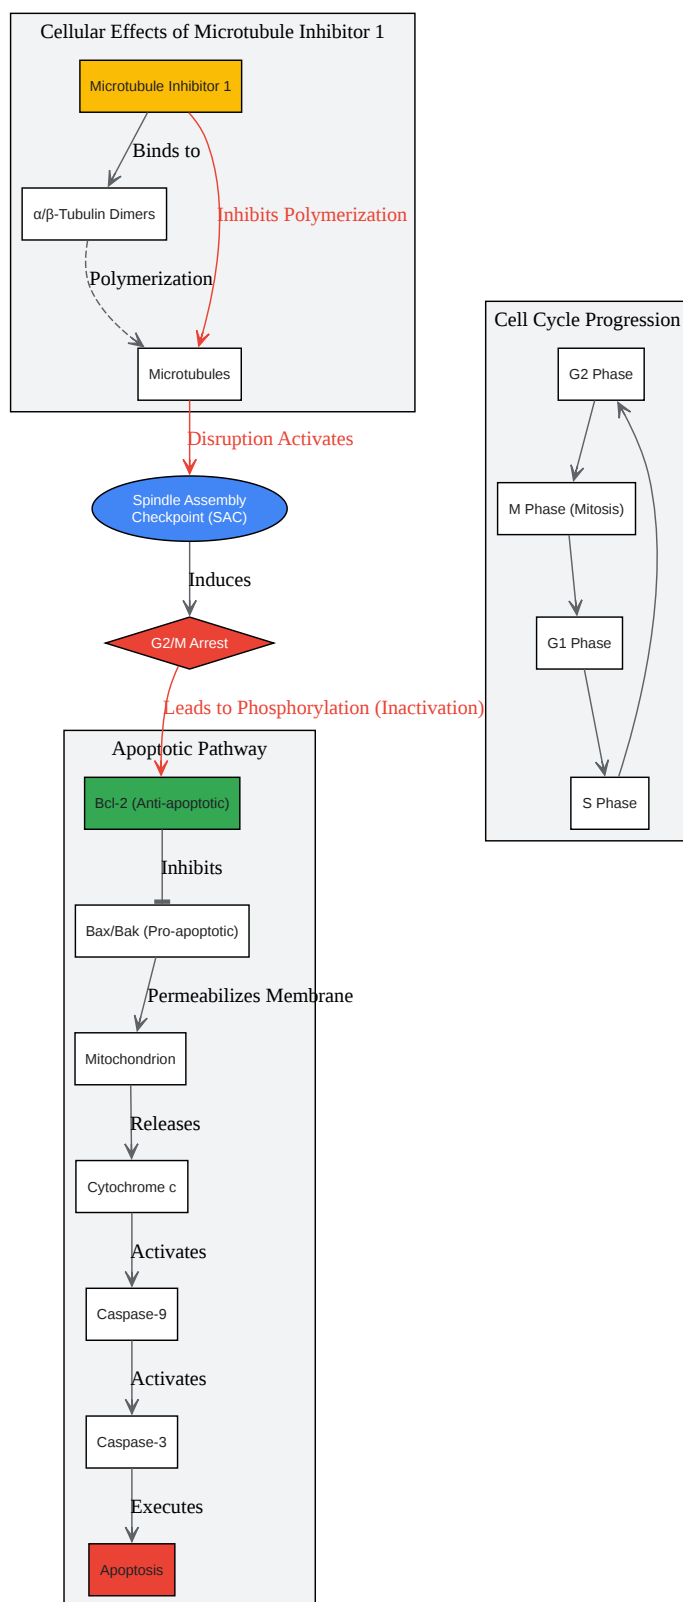 Cellular Effects of Microtubule Inhibitor 1
Microtubule Inhibitor 1
Binds to
α/β-Tubulin Dimers
Inhibits Polymerization
Polymerization
Microtubules
Disruption Activates
Spindle Assembly
Checkpoint (SAC)
Induces
G2/M Arrest
Leads to Phosphorylation (Inactivation)
Apoptotic Pathway
Bcl-2 (Anti-apoptotic)
Inhibits
Bax/Bak (Pro-apoptotic)
Permeabilizes Membrane
Mitochondrion
Releases
Cytochrome c
Activates
Caspase-9
Activates
Caspase-3
Executes
Apoptosis
Cell Cycle Progression
G2 Phase
M Phase (Mitosis)
G1 Phase
S Phase